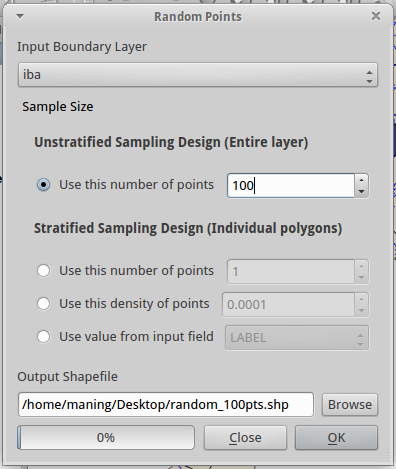 Random Points
Input Boundary Layer
iba
Sample Size
Unstratified Sampling Design (Entire layer)
Use this number of points 100
Stratified Sampling Design (Individual polygons)
Use this number of points 1
Use this density of points 0.0001
Use value from input field LABEL
Output Shapefile
/home/maning/Desktop/random_100pts.shp Browse
0% Close OK